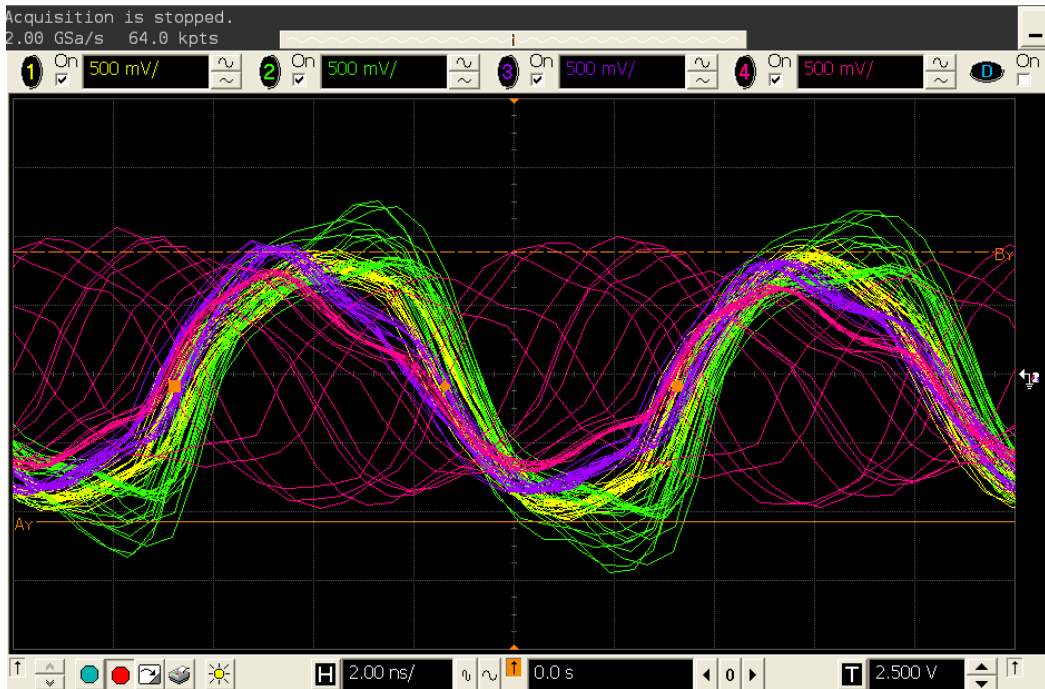 Acquisition is stopped.
2.00 GSa/s 64.0 kpts
1 On 500 mV/ 2 On 500 mV/ 3 On 500 mV/ 4 On 500 mV/ D On
BY
AY
H 2.00 ns/ 0.0 s 0 T 2.500 V